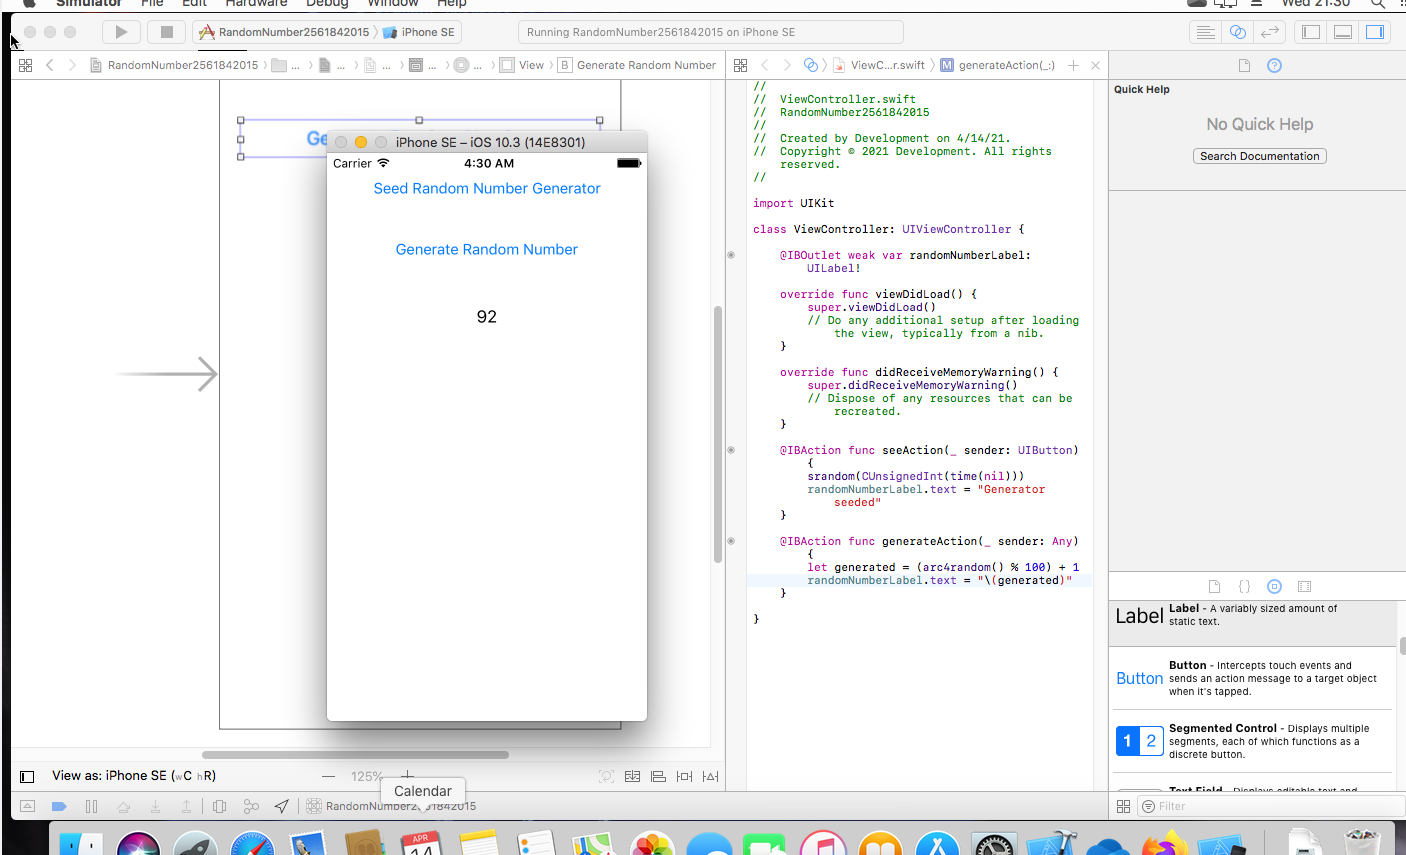 Simulator File Edit Hardware Debug Window Help Wed 21:30
RandomNumber2561842015 iPhone SE
Running RandomNumber2561842015 on iPhone SE
RandomNumber2561842015 ... ... ... ... ... View B Generate Random Number
ViewC...r.swift M generateAction(_:)
Ge
iPhone SE – iOS 10.3 (14E8301)
Carrier 4:30 AM
Seed Random Number Generator
Generate Random Number
92
View as: iPhone SE (wC hR)
125%
Calendar
RandomNumber2561842015
//
// ViewController.swift
// RandomNumber2561842015
//
// Created by Development on 4/14/21.
// Copyright © 2021 Development. All rights
reserved.
//
import UIKit
class ViewController: UIViewController {
@IBOutlet weak var randomNumberLabel:
UILabel!
override func viewDidLoad() {
super.viewDidLoad()
// Do any additional setup after loading
the view, typically from a nib.
}
override func didReceiveMemoryWarning() {
super.didReceiveMemoryWarning()
// Dispose of any resources that can be
recreated.
}
@IBAction func seeAction(_ sender: UIButton)
{
srandom(CUnsignedInt(time(nil)))
randomNumberLabel.text = "Generator
seeded"
}
@IBAction func generateAction(_ sender: Any)
{
let generated = (arc4random() % 100) + 1
randomNumberLabel.text = "\(generated)"
}
}
Quick Help
No Quick Help
Search Documentation
Label
Label - A variably sized amount of
static text.
Button
Button - Intercepts touch events and
sends an action message to a target object
when it's tapped.
1 2
Segmented Control - Displays multiple
segments, each of which functions as a
discrete button.
Text Field - Displays editable text and
Filter
APR
14